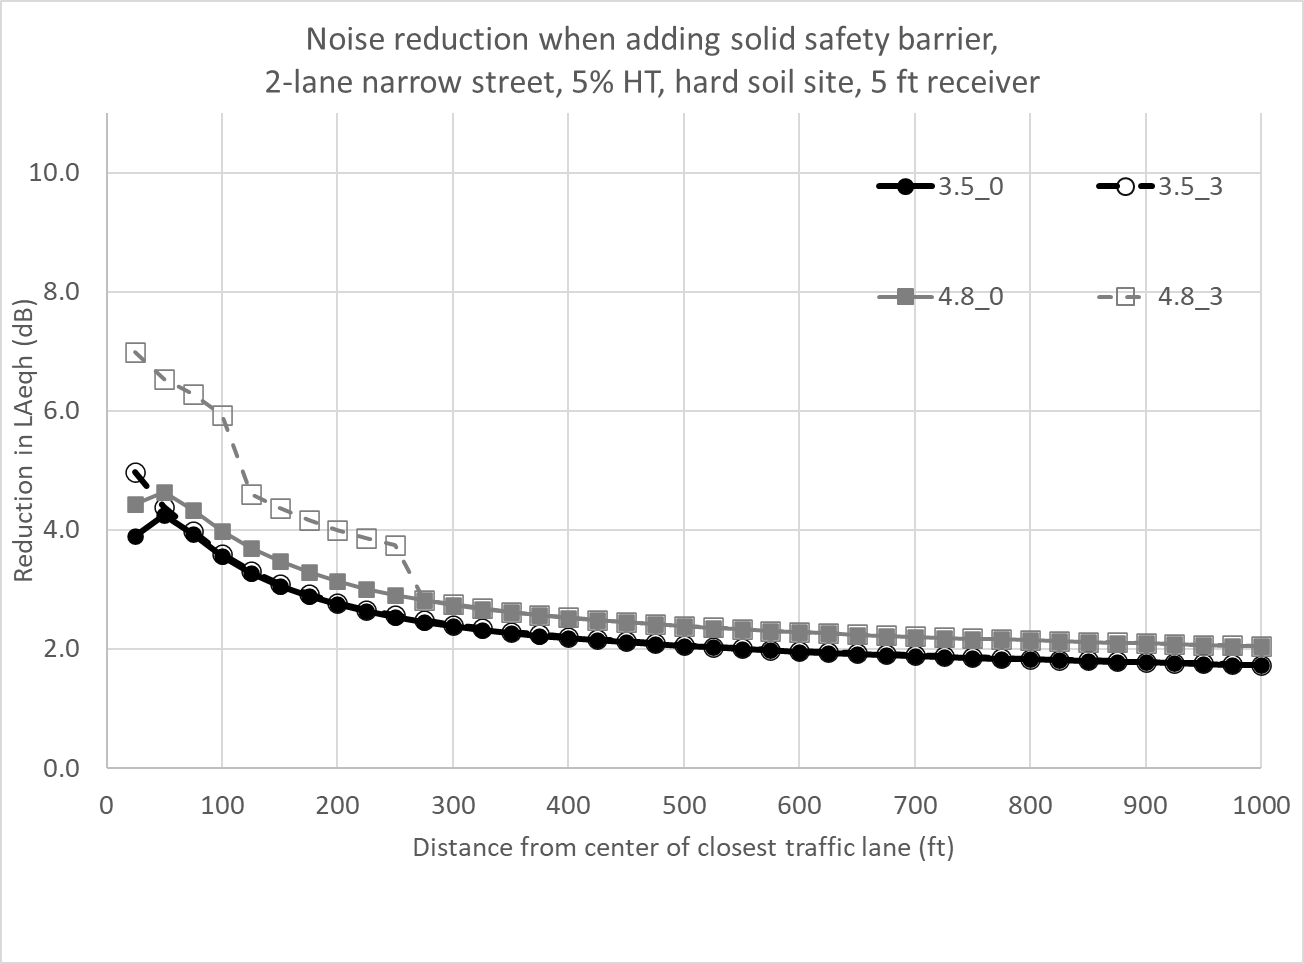 Noise reduction when adding solid safety barrier,
2-lane narrow street, 5% HT, hard soil site, 5 ft receiver
10.0
8.0
6.0
4.0
2.0
0.0
Reduction in LAeqh (dB)
3.5_0
3.5_3
4.8_0
4.8_3
0 100 200 300 400 500 600 700 800 900 1000
Distance from center of closest traffic lane (ft)